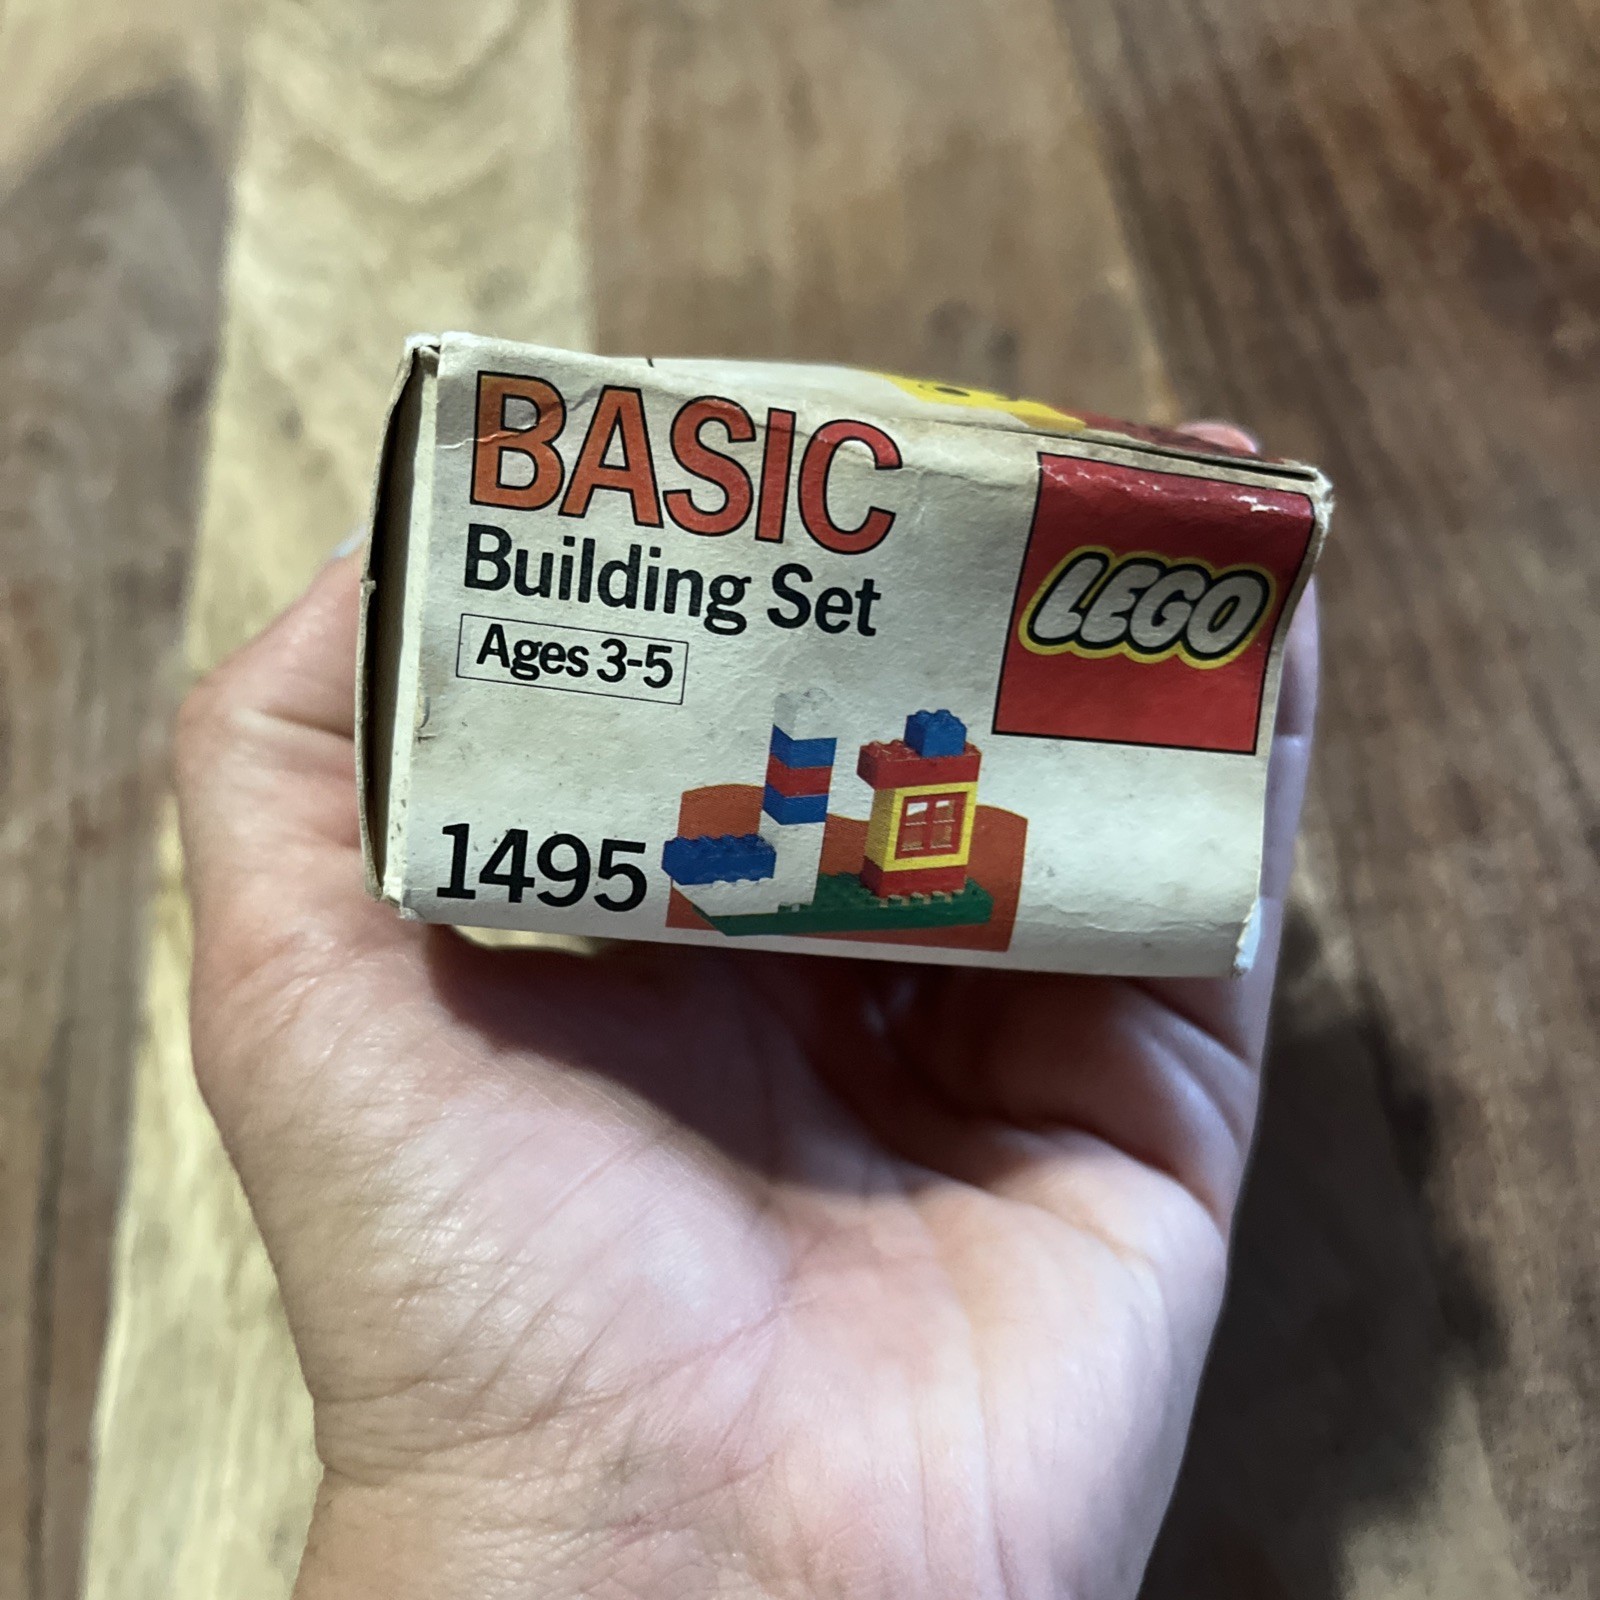 BASIC
Building Set
Ages 3-5
LEGO
1495